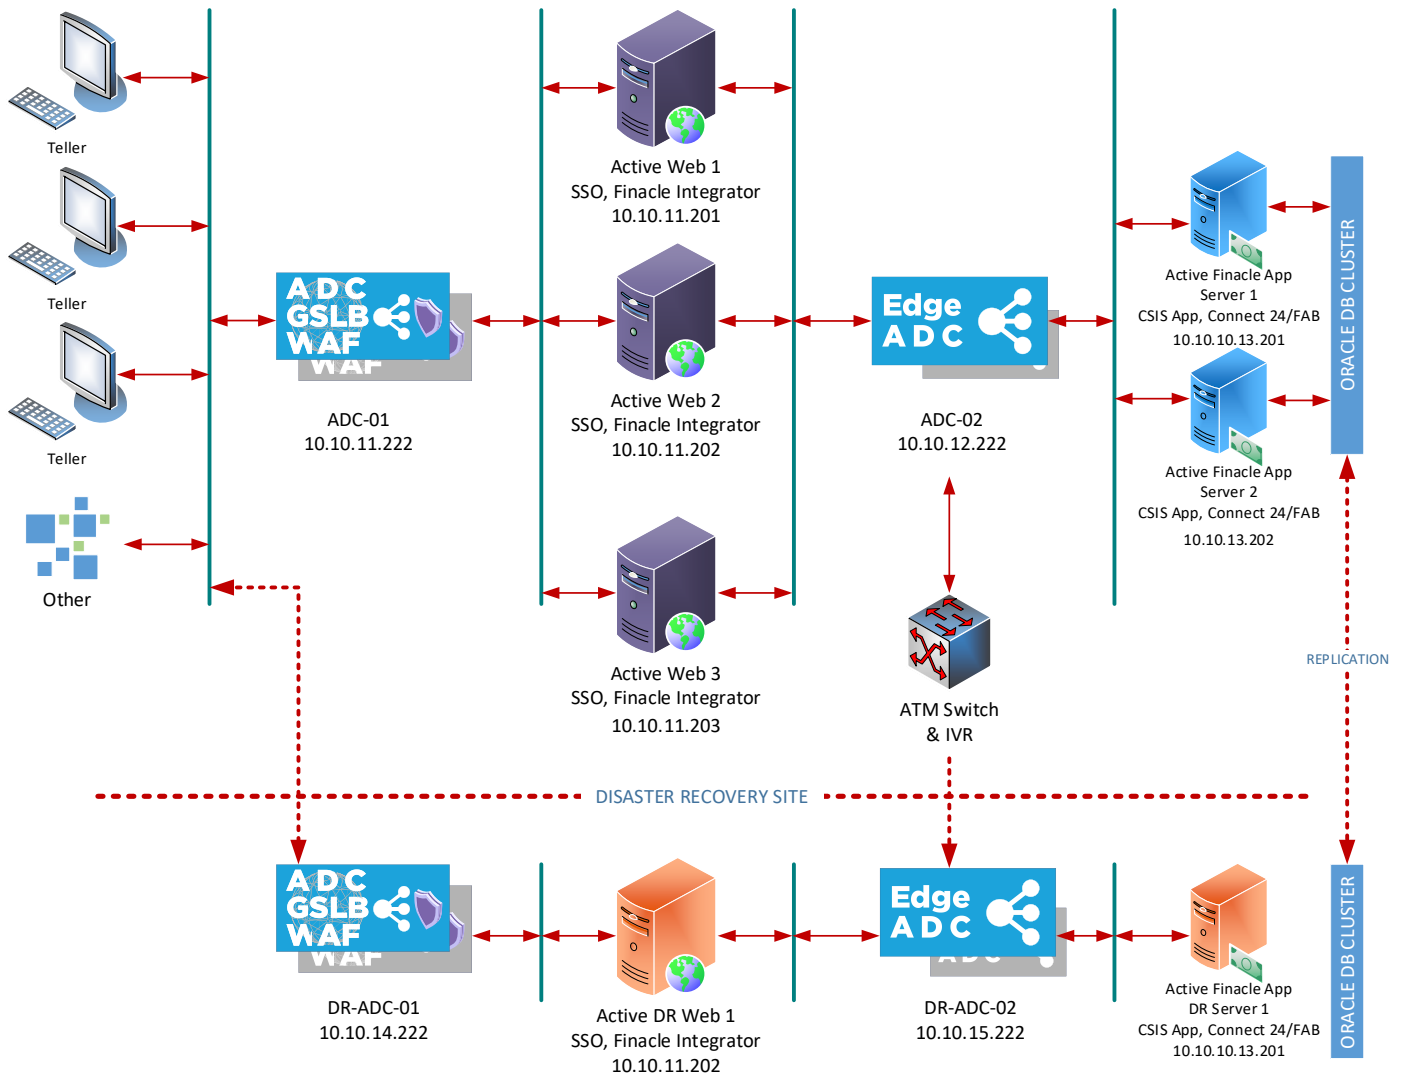 Teller
Teller
Teller
Other
ADC
GSLB
WAF
WAF
ADC-01
10.10.11.222
Active Web 1
SSO, Finacle Integrator
10.10.11.201
Active Web 2
SSO, Finacle Integrator
10.10.11.202
Active Web 3
SSO, Finacle Integrator
10.10.11.203
Edge
ADC
ADC-02
10.10.12.222
ATM Switch
& IVR
Active Finacle App
Server 1
CSIS App, Connect 24/FAB
10.10.10.13.201
Active Finacle App
Server 2
CSIS App, Connect 24/FAB
10.10.13.202
ORACLE DB CLUSTER
REPLICATION
DISASTER RECOVERY SITE
ADC
GSLB
WAF
WAF
DR-ADC-01
10.10.14.222
Active DR Web 1
SSO, Finacle Integrator
10.10.11.202
Edge
ADC
ADC
DR-ADC-02
10.10.15.222
Active Finacle App
DR Server 1
CSIS App, Connect 24/FAB
10.10.10.13.201
ORACLE DB CLUSTER